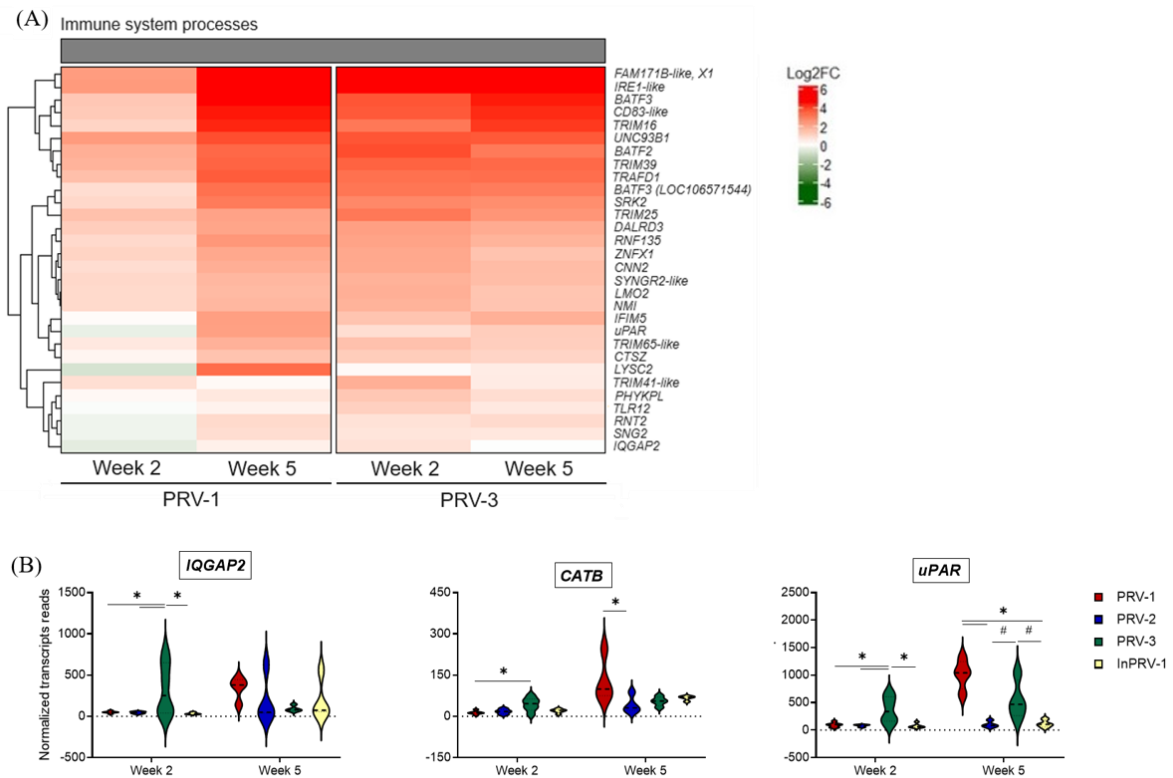 (A)
Immune system processes
FAM171B-like, X1
IRE1-like
BATF3
CD83-like
TRIM16
UNC93B1
BATF2
TRIM39
TRAFD1
BATF3 (LOC106571544)
SRK2
TRIM25
DALRD3
RNF135
ZNFX1
CNN2
SYNGR2-like
LMO2
NMI
IFIM5
uPAR
TRIM65-like
CTSZ
LYSC2
TRIM41-like
PHYKPL
TLR12
RNT2
SNG2
IQGAP2
Log2FC
6
4
2
0
-2
-4
-6
Week 2 Week 5 Week 2 Week 5
PRV-1 PRV-3
(B)
IQGAP2
Normalized transcripts reads
1500
1000
500
0
-500
* *
Week 2 Week 5
CATB
450
300
150
0
-150
* *
Week 2 Week 5
uPAR
2500
2000
1500
1000
500
0
-500
* * * # #
Week 2 Week 5
PRV-1
PRV-2
PRV-3
InPRV-1